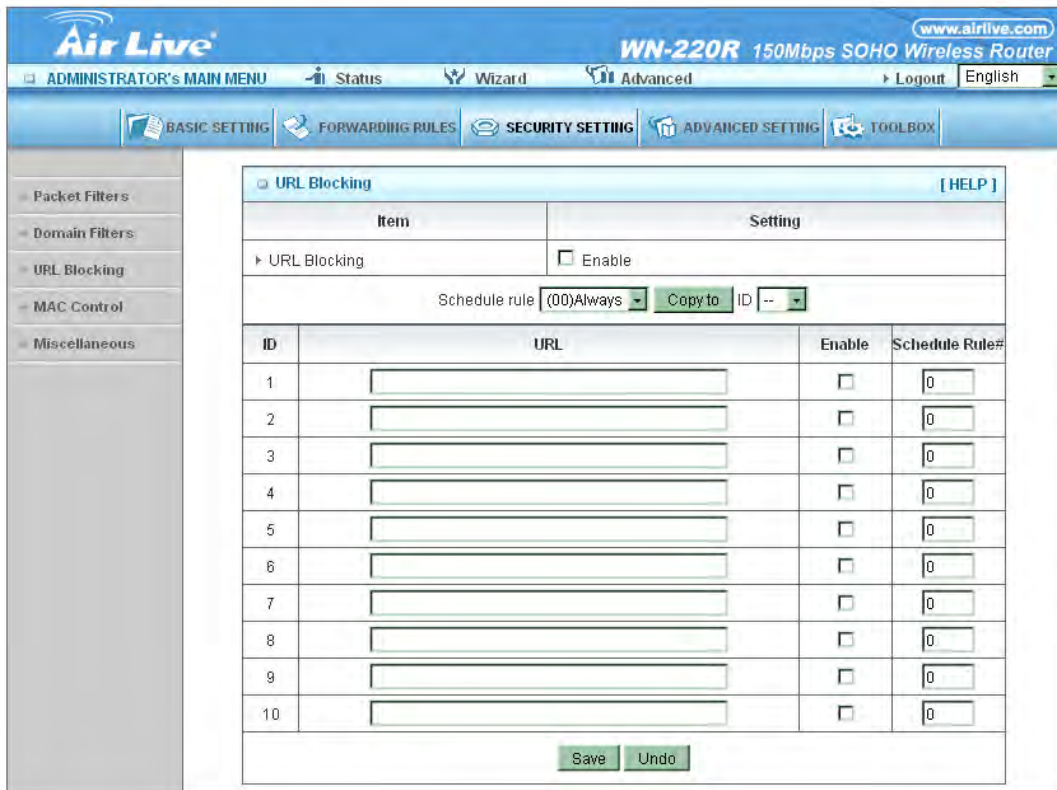 Air Live
www.airlive.com
WN-220R 150Mbps SOHO Wireless Router
ADMINISTRATOR's MAIN MENU Status Wizard Advanced Logout English
BASIC SETTING FORWARDING RULES SECURITY SETTING ADVANCED SETTING TOOLBOX
Packet Filters
Domain Filters
URL Blocking
MAC Control
Miscellaneous
URL Blocking [ HELP ]
Item Setting
URL Blocking Enable
Schedule rule (00)Always Copy to ID --
ID URL Enable Schedule Rule#
1 0
2 0
3 0
4 0
5 0
6 0
7 0
8 0
9 0
10 0
Save Undo